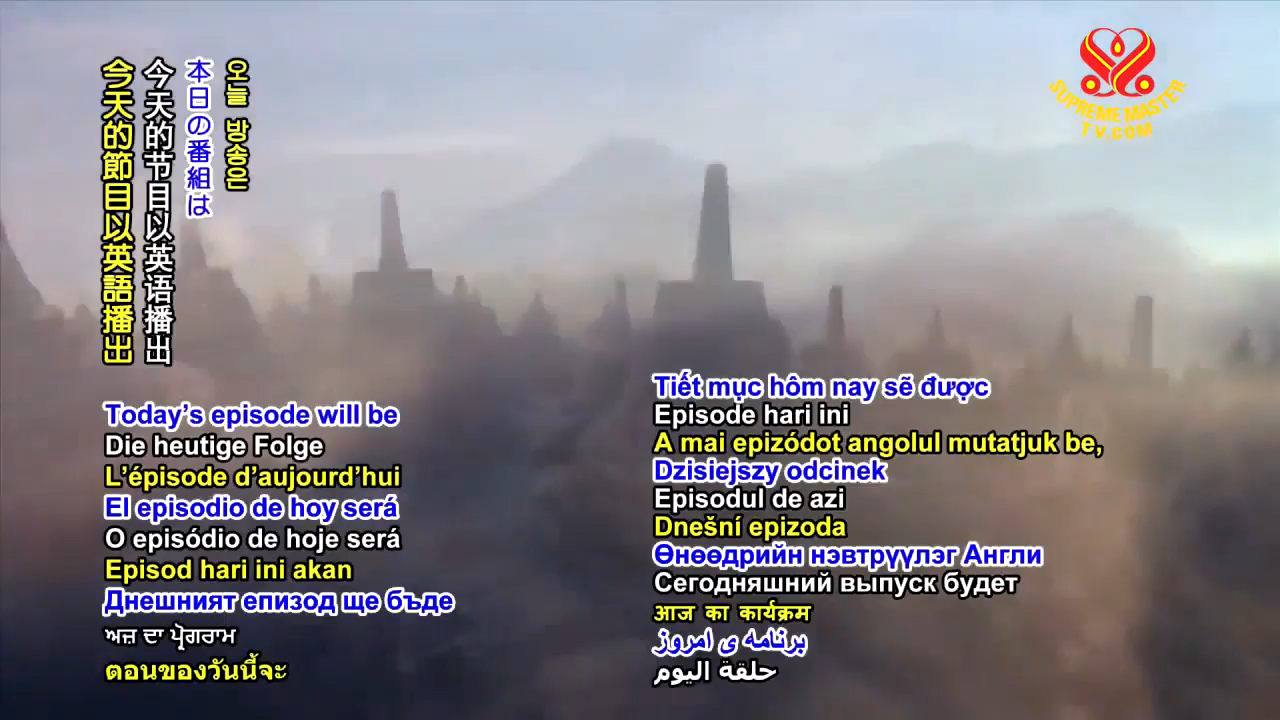 今天的節目以英語播出
今天的节目以英语播出
本日の番組は
오늘 방송은
SUPREME MASTER
TV.COM
Today's episode will be
Die heutige Folge
L'épisode d'aujourd'hui
El episodio de hoy será
O episódio de hoje será
Episod hari ini akan
Днешният епизод ще бъде
ਅਜ਼ ਦਾ ਪ੍ਰੋਗਰਾਮ
ตอนของวันนี้จะ
Tiết mục hôm nay sẽ được
Episode hari ini
A mai epizódot angolul mutatjuk be,
Dzisiejszy odcinek
Episodul de azi
Dnešní epizoda
Өнөөдрийн нэвтрүүлэг Англи
Сегодняшний выпуск будет
आज का कार्यक्रम
برنامه ی امروز
حلقة اليوم